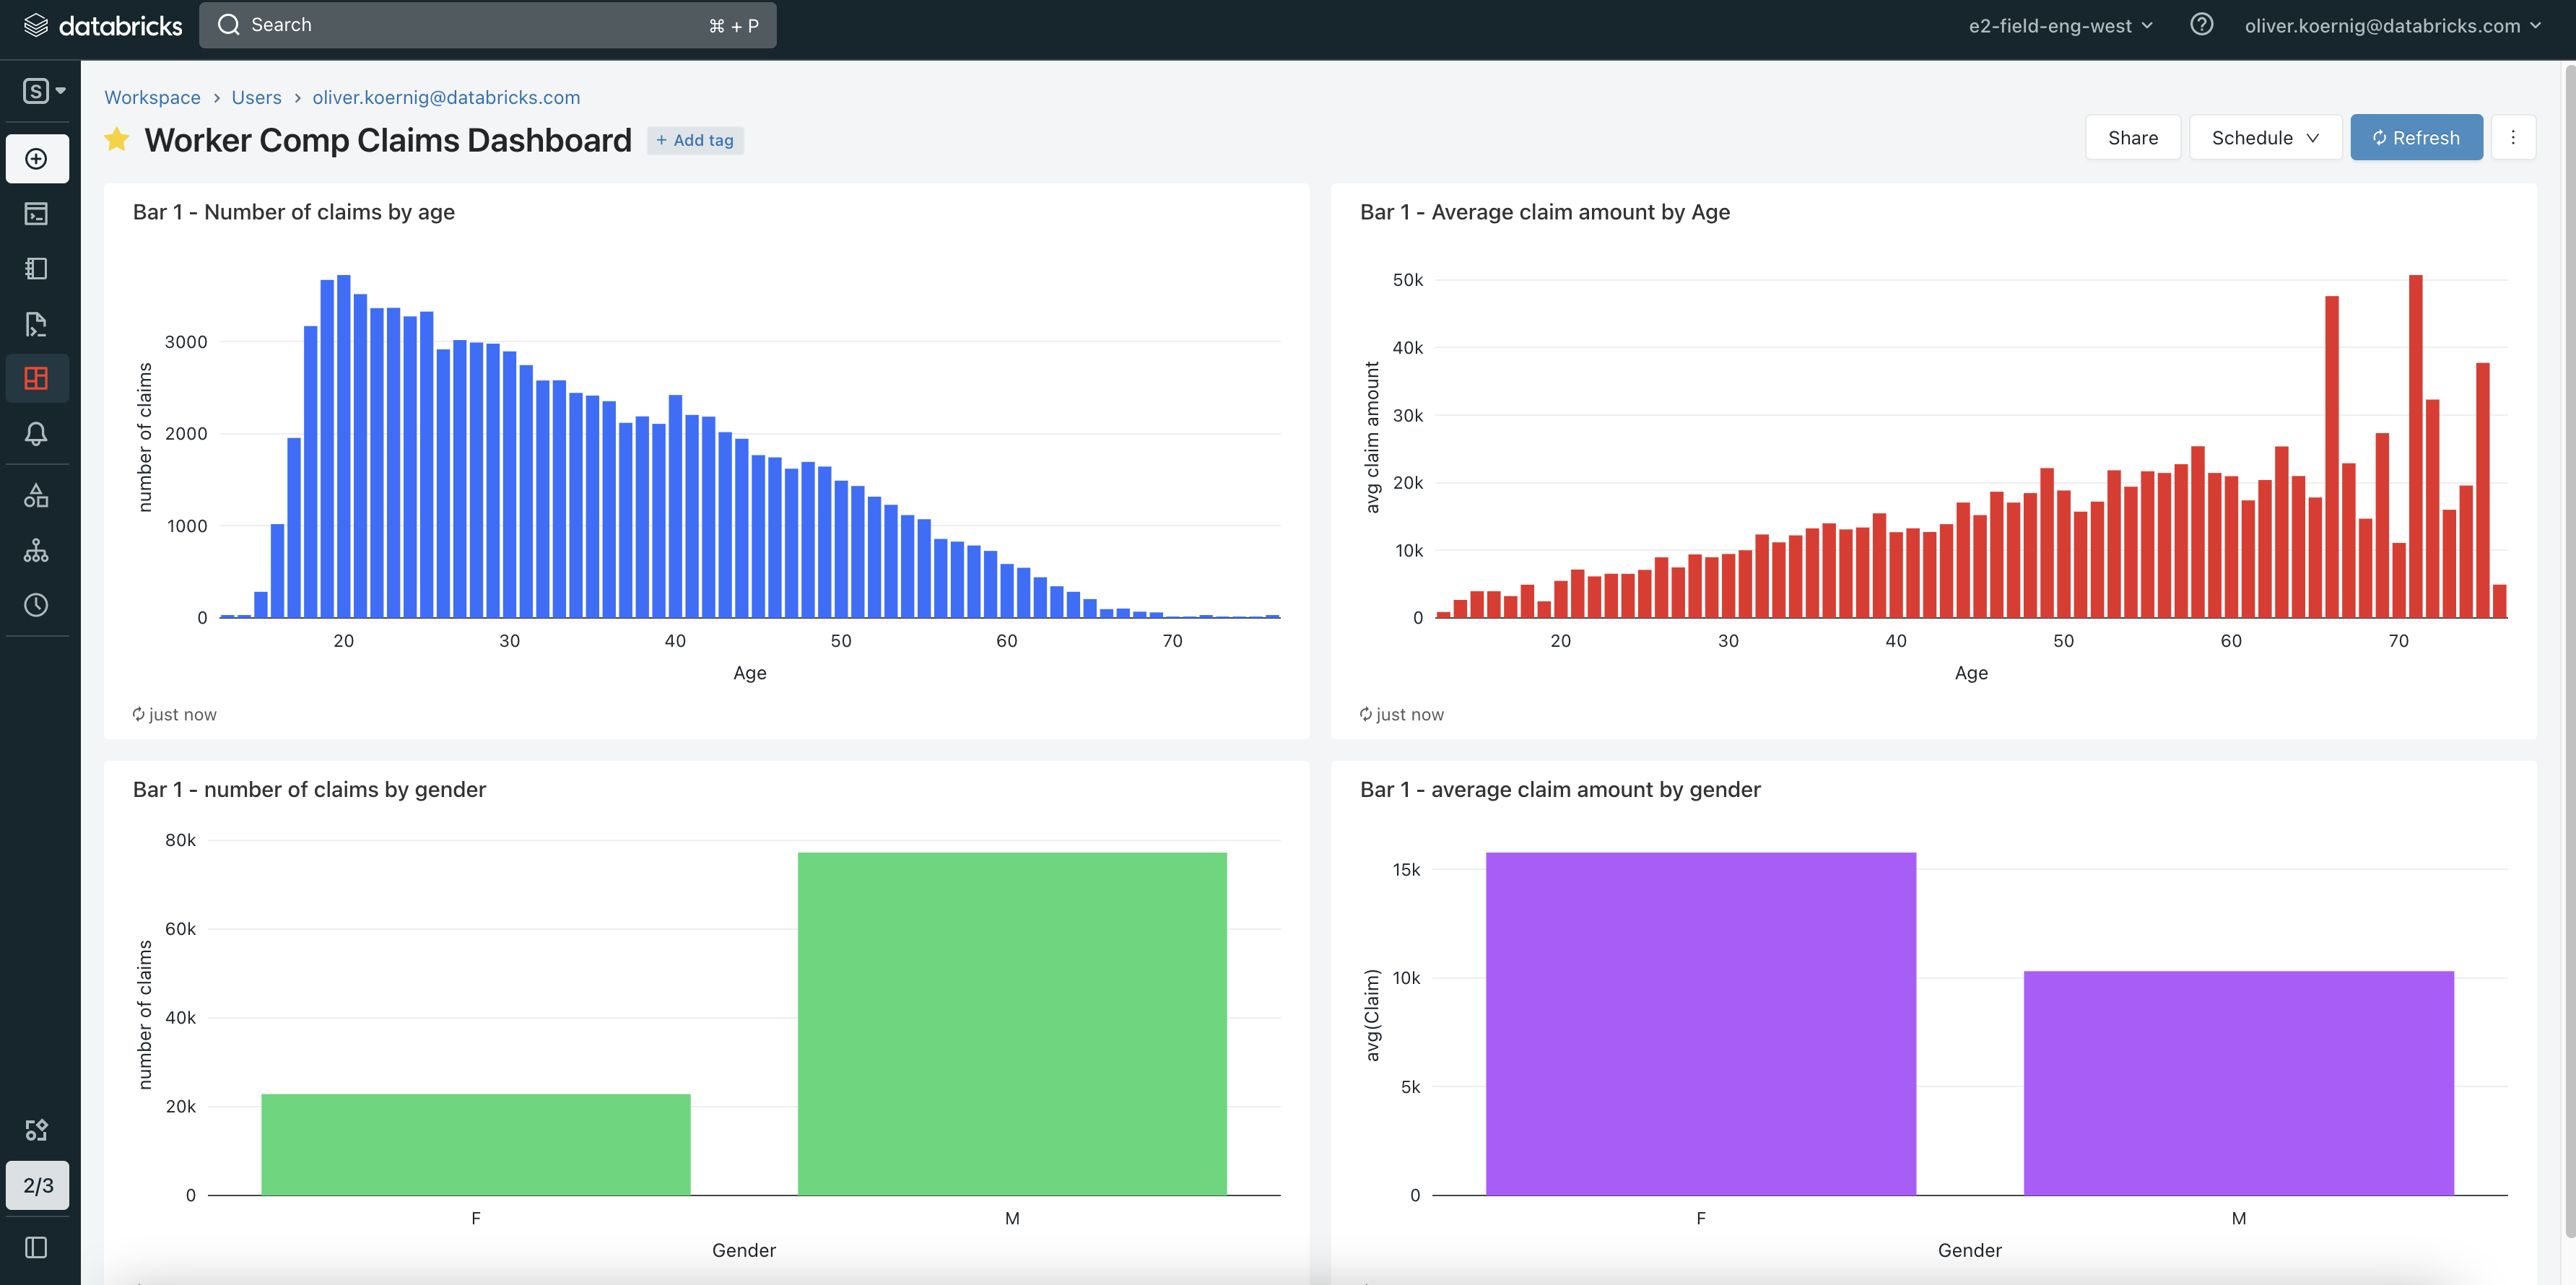 databricks
Search
⌘ + P
e2-field-eng-west
oliver.koernig@databricks.com
S
Workspace > Users > oliver.koernig@databricks.com
Worker Comp Claims Dashboard
+ Add tag
Share
Schedule
Refresh
Bar 1 - Number of claims by age
number of claims
3000
2000
1000
0
20 30 40 50 60 70
Age
just now
Bar 1 - Average claim amount by Age
avg claim amount
50k
40k
30k
20k
10k
0
20 30 40 50 60 70
Age
just now
Bar 1 - number of claims by gender
number of claims
80k
60k
40k
20k
0
F M
Gender
Bar 1 - average claim amount by gender
avg(Claim)
15k
10k
5k
0
F M
Gender
2/3